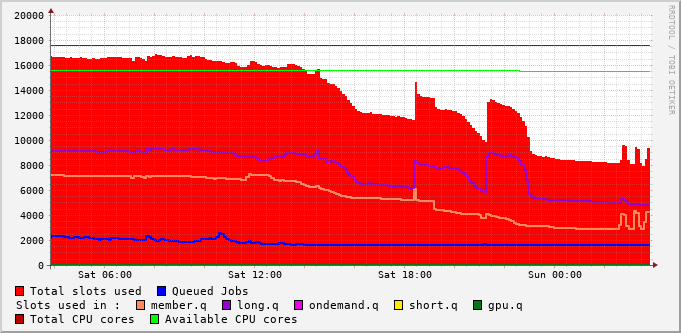 20000
18000
16000
14000
12000
10000
8000
6000
4000
2000
0
Sat 06:00 Sat 12:00 Sat 18:00 Sun 00:00
RRDTOOL / TOBI OETIKER
Total slots used Queued Jobs
Slots used in : member.q long.q ondemand.q short.q gpu.q
Total CPU cores Available CPU cores